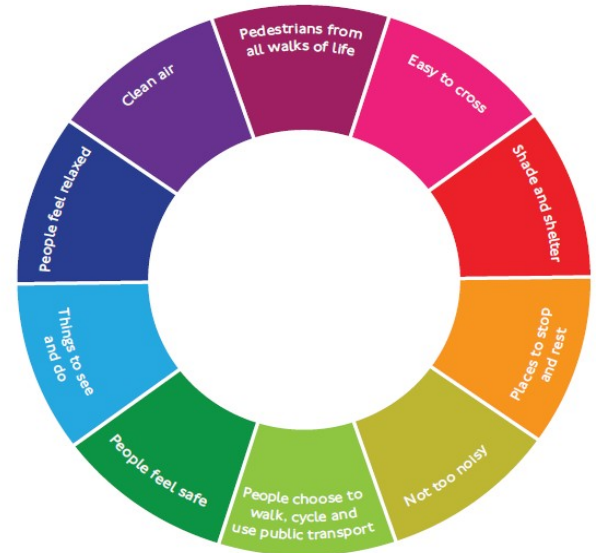 Pedestrians from
all walks of life
Easy to cross
Shade and shelter
Places to stop
and rest
Not too noisy
People choose to
walk, cycle and
use public transport
People feel safe
Things to see
and do
People feel relaxed
Clean air